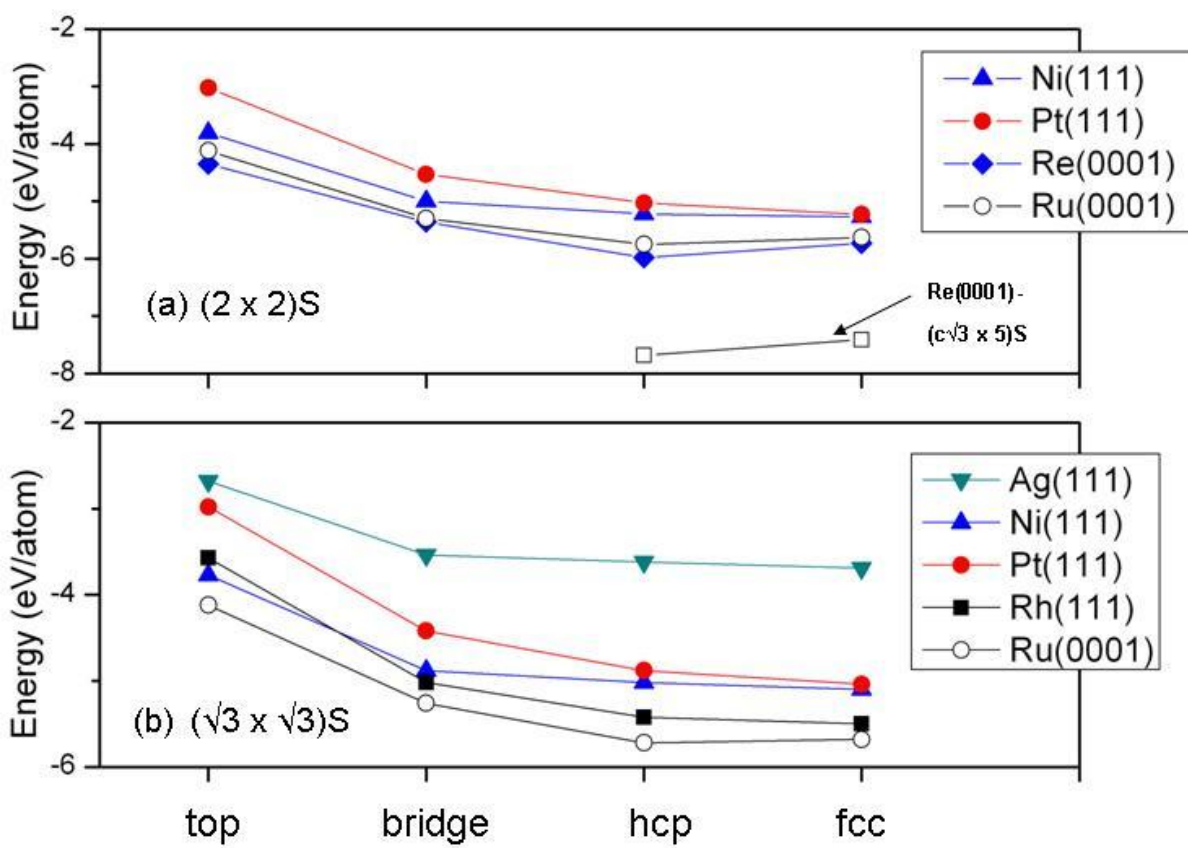 -2
-4
-6
-8
Energy (eV/atom)
Ni(111)
Pt(111)
Re(0001)
Ru(0001)
(a) (2 x 2)S
Re(0001)-
(c√3 x 5)S
-2
-4
-6
Energy (eV/atom)
Ag(111)
Ni(111)
Pt(111)
Rh(111)
Ru(0001)
(b) (√3 x √3)S
top bridge hcp fcc